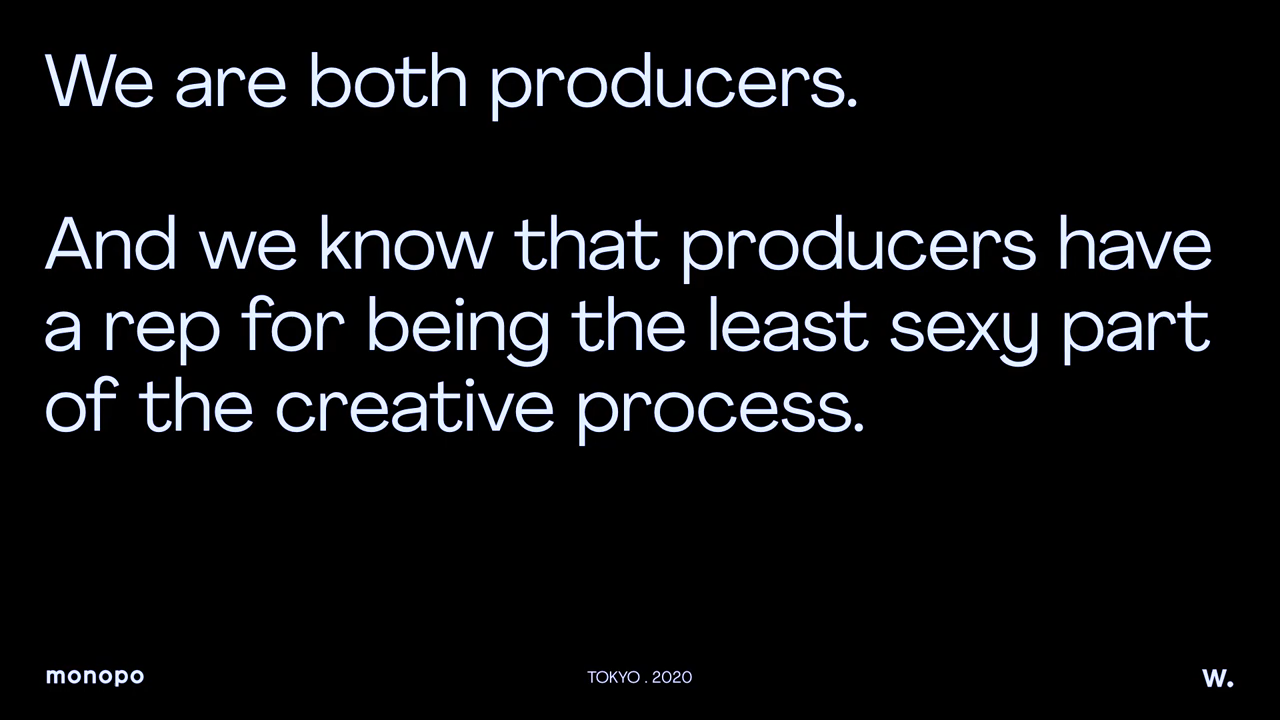 We are both producers.
And we know that producers have
a rep for being the least sexy part
of the creative process.
monopo
TOKYO . 2020
W.